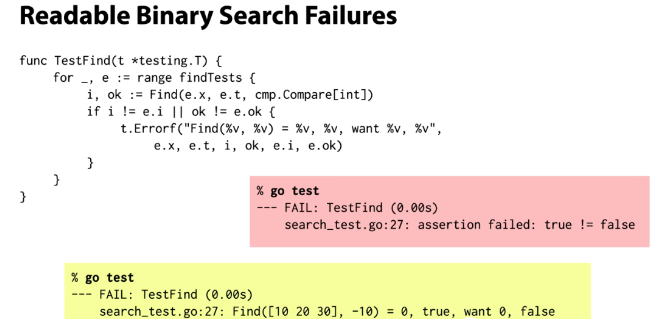 Readable Binary Search Failures
func TestFind(t *testing.T) {
    for _, e := range findTests {
        i, ok := Find(e.x, e.t, cmp.Compare[int])
        if i != e.i || ok != e.ok {
            t.Errorf("Find(%v, %v) = %v, %v, want %v, %v",
                e.x, e.t, i, ok, e.i, e.ok)
        }
    }
}
% go test
--- FAIL: TestFind (0.00s)
    search_test.go:27: assertion failed: true != false
% go test
--- FAIL: TestFind (0.00s)
    search_test.go:27: Find([10 20 30], -10) = 0, true, want 0, false